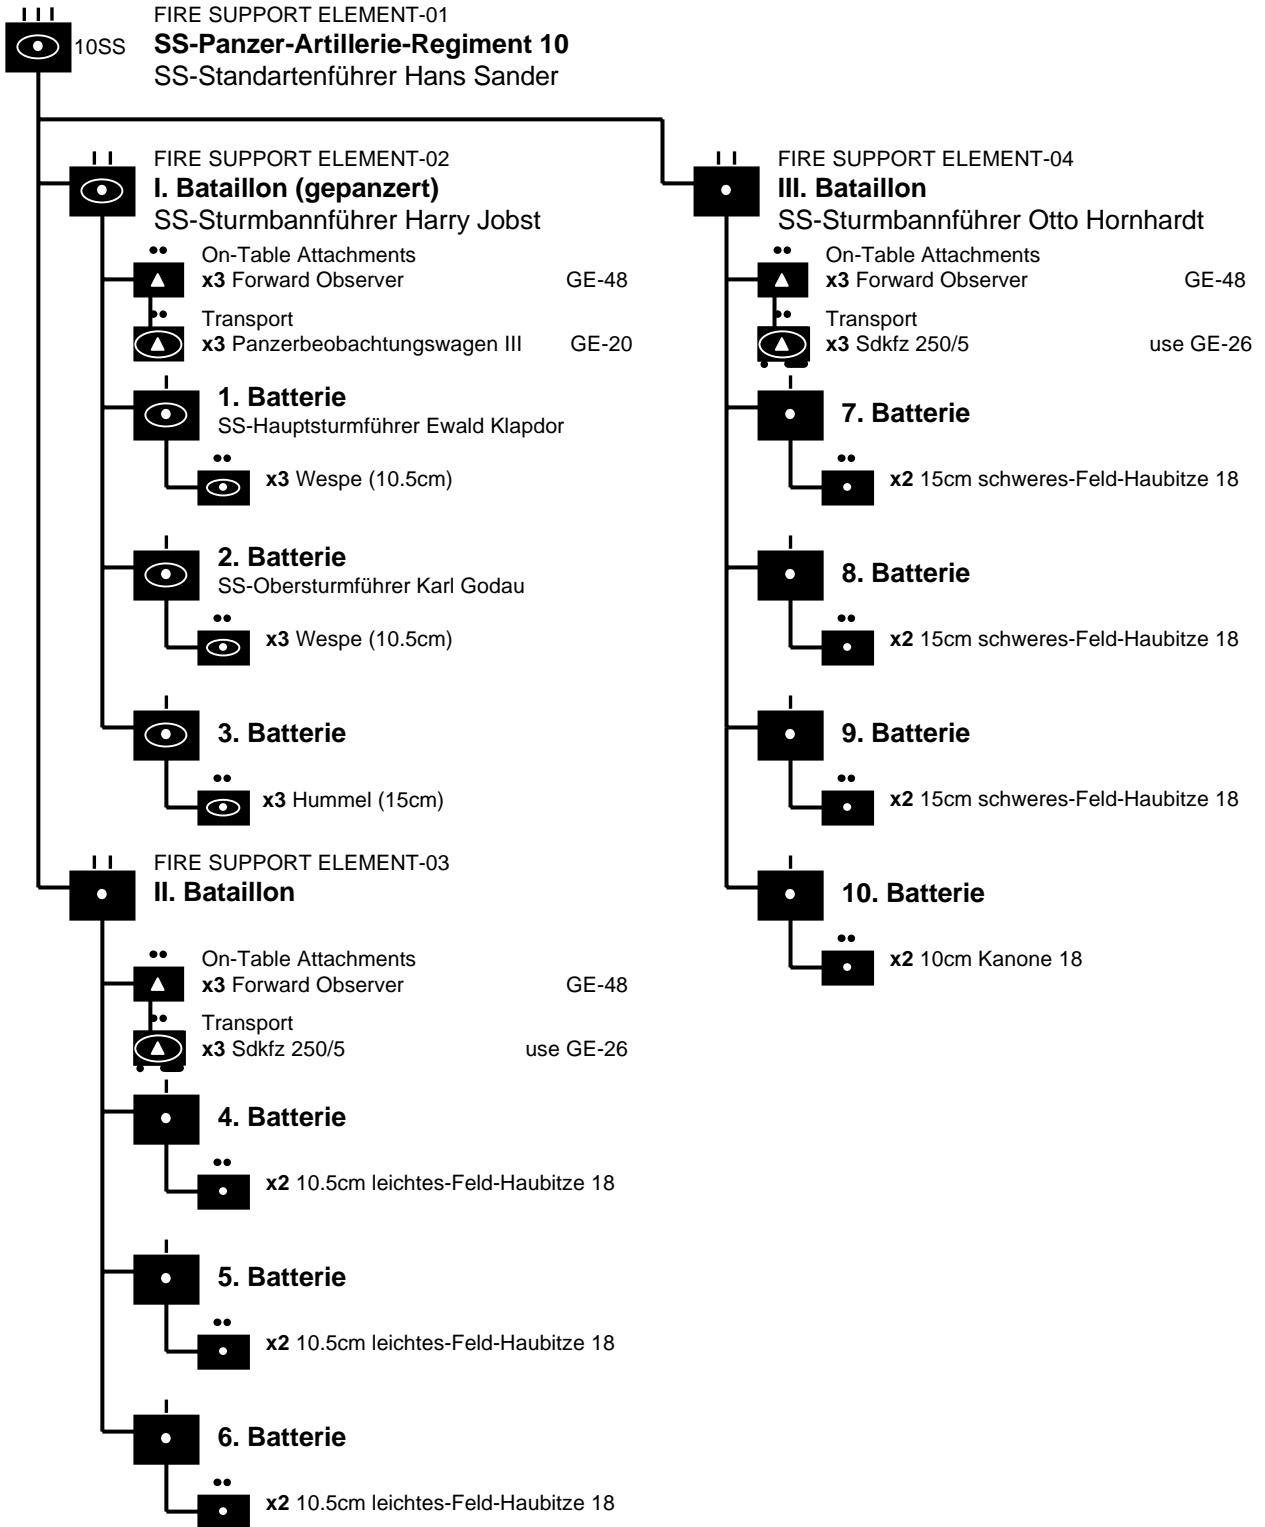 FIRE SUPPORT ELEMENT-01
10SS SS-Panzer-Artillerie-Regiment 10
SS-Standartenführer Hans Sander
FIRE SUPPORT ELEMENT-02
I. Bataillon (gepanzert)
SS-Sturmbannführer Harry Jobst
On-Table Attachments
x3 Forward Observer GE-48
Transport
x3 Panzerbeobachtungswagen III GE-20
1. Batterie
SS-Hauptsturmführer Ewald Klapdor
x3 Wespe (10.5cm)
2. Batterie
SS-Obersturmführer Karl Godau
x3 Wespe (10.5cm)
3. Batterie
x3 Hummel (15cm)
FIRE SUPPORT ELEMENT-03
II. Bataillon
On-Table Attachments
x3 Forward Observer GE-48
Transport
x3 Sdkfz 250/5 use GE-26
4. Batterie
x2 10.5cm leichtes-Feld-Haubitze 18
5. Batterie
x2 10.5cm leichtes-Feld-Haubitze 18
6. Batterie
x2 10.5cm leichtes-Feld-Haubitze 18
FIRE SUPPORT ELEMENT-04
III. Bataillon
SS-Sturmbannführer Otto Hornhardt
On-Table Attachments
x3 Forward Observer GE-48
Transport
x3 Sdkfz 250/5 use GE-26
7. Batterie
x2 15cm schweres-Feld-Haubitze 18
8. Batterie
x2 15cm schweres-Feld-Haubitze 18
9. Batterie
x2 15cm schweres-Feld-Haubitze 18
10. Batterie
x2 10cm Kanone 18